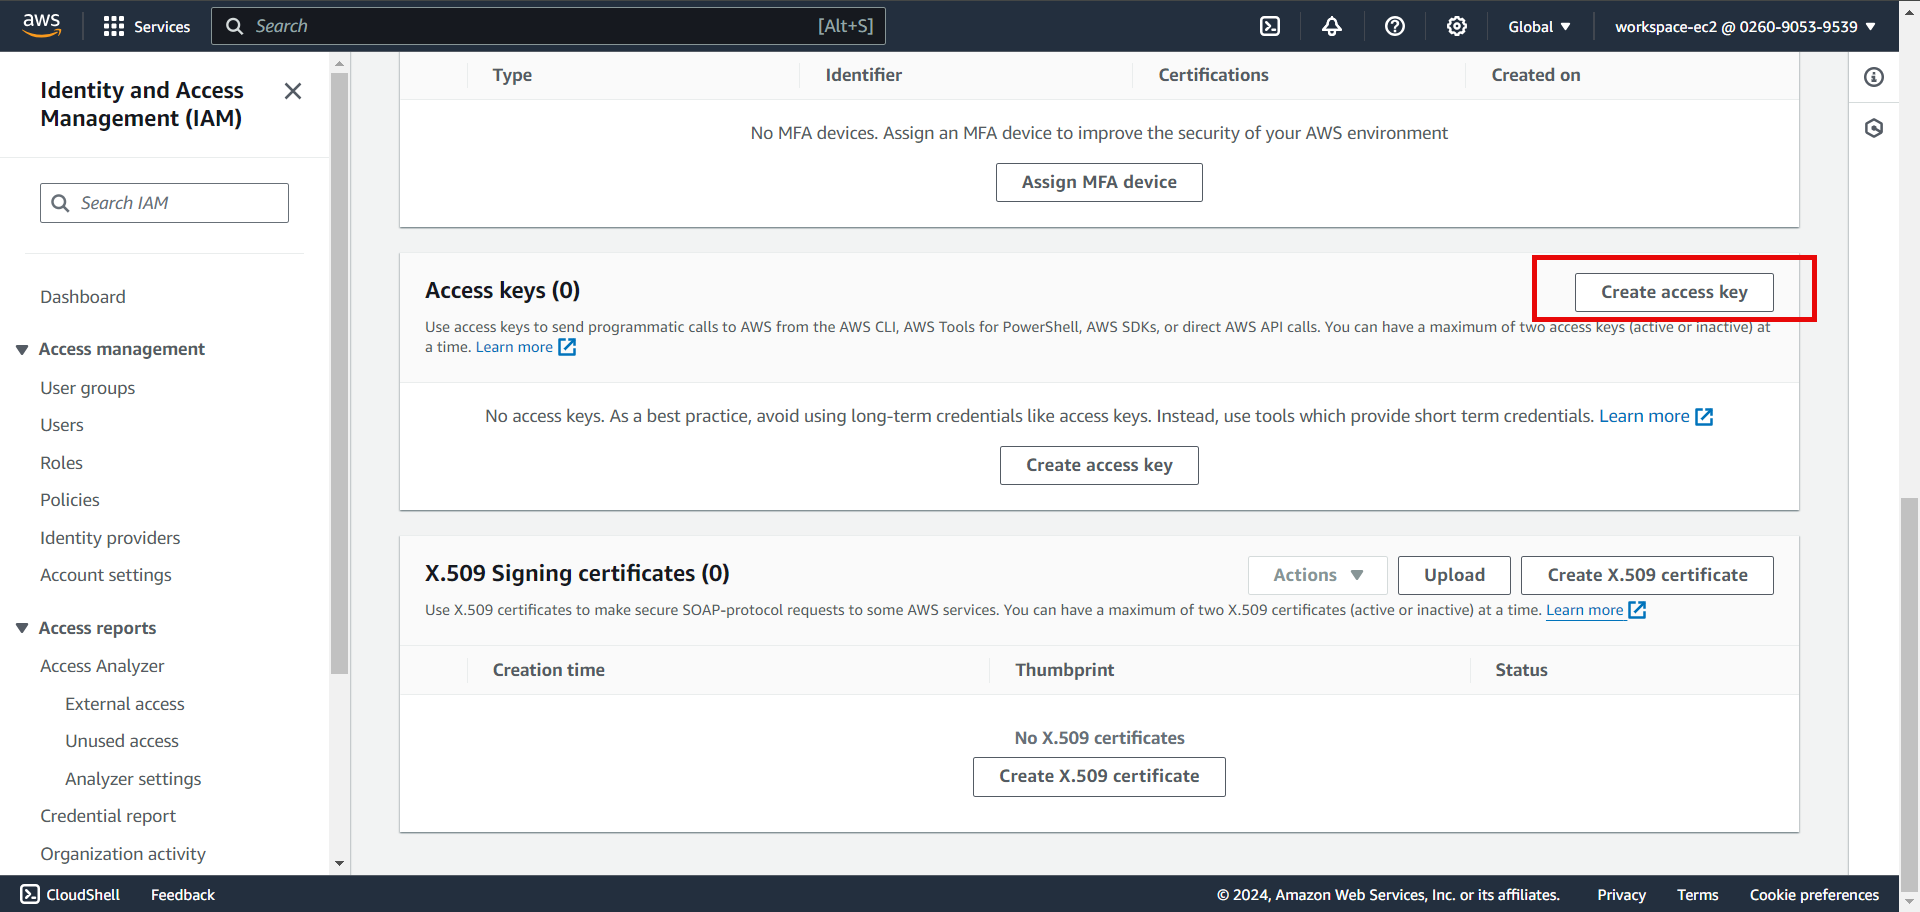 aws
Services
Search
[Alt+S]
Global
workspace-ec2 @ 0260-9053-9539
Identity and Access
Management (IAM)
Search IAM
Dashboard
Access management
User groups
Users
Roles
Policies
Identity providers
Account settings
Access reports
Access Analyzer
External access
Unused access
Analyzer settings
Credential report
Organization activity
Type
Identifier
Certifications
Created on
No MFA devices. Assign an MFA device to improve the security of your AWS environment
Assign MFA device
Access keys (0)
Create access key
Use access keys to send programmatic calls to AWS from the AWS CLI, AWS Tools for PowerShell, AWS SDKs, or direct AWS API calls. You can have a maximum of two access keys (active or inactive) at
a time. Learn more
No access keys. As a best practice, avoid using long-term credentials like access keys. Instead, use tools which provide short term credentials. Learn more
Create access key
X.509 Signing certificates (0)
Actions
Upload
Create X.509 certificate
Use X.509 certificates to make secure SOAP-protocol requests to some AWS services. You can have a maximum of two X.509 certificates (active or inactive) at a time. Learn more
Creation time
Thumbprint
Status
No X.509 certificates
Create X.509 certificate
CloudShell
Feedback
© 2024, Amazon Web Services, Inc. or its affiliates.
Privacy
Terms
Cookie preferences